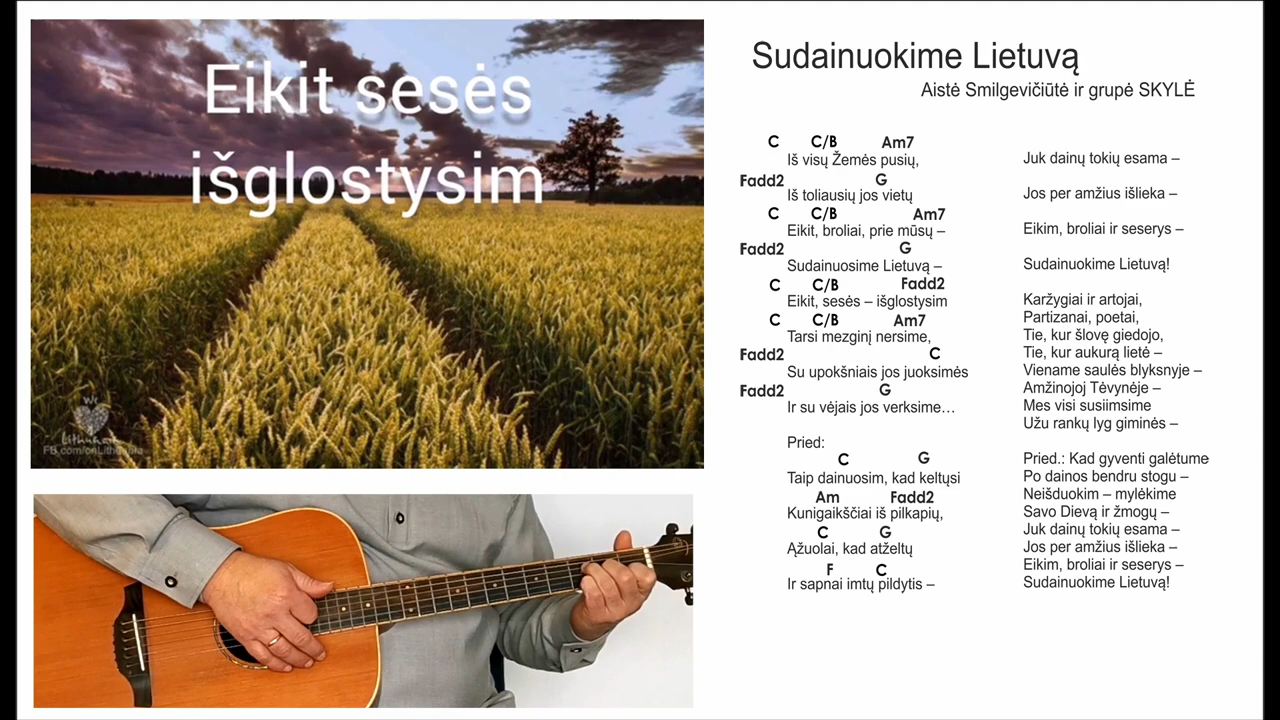 Eikit sesės
išglostysim
We
Lithuania
FB.com/onLithuania
Sudainuokime Lietuvą
Aistė Smilgevičiūtė ir grupė SKYLĖ
C C/B Am7
Iš visų Žemės pusių,
Fadd2 G
Iš toliausių jos vietų
C C/B Am7
Eikit, broliai, prie mūsų –
Fadd2 G
Sudainuosime Lietuvą –
C C/B Fadd2
Eikit, sesės – išglostysim
C C/B Am7
Tarsi mezginį nersime,
Fadd2 C
Su upokšniais jos juoksimės
Fadd2 G
Ir su vėjais jos verksime…
Pried:
C G
Taip dainuosim, kad keltųsi
Am Fadd2
Kunigaikščiai iš pilkapių,
C G
Ąžuolai, kad atželtų
F C
Ir sapnai imtų pildytis –
Juk dainų tokių esama –
Jos per amžius išlieka –
Eikim, broliai ir seserys –
Sudainuokime Lietuvą!
Karžygiai ir artojai,
Partizanai, poetai,
Tie, kur šlovę giedojo,
Tie, kur aukurą lietė –
Viename saulės blyksnyje –
Amžinojoj Tėvynėje –
Mes visi susiimsime
Užu rankų lyg giminės –
Pried.: Kad gyventi galėtume
Po dainos bendru stogu –
Neišduokim – mylėkime
Savo Dievą ir žmogų –
Juk dainų tokių esama –
Jos per amžius išlieka –
Eikim, broliai ir seserys –
Sudainuokime Lietuvą!